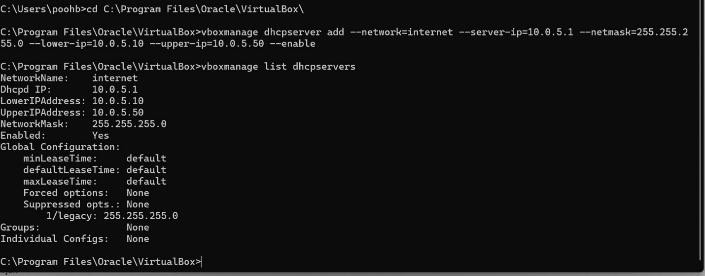 C:\Users\poohb>cd C:\Program Files\Oracle\VirtualBox\
C:\Program Files\Oracle\VirtualBox>vboxmanage dhcpserver add --network=internet --server-ip=10.0.5.1 --netmask=255.255.2
55.0 --lower-ip=10.0.5.10 --upper-ip=10.0.5.50 --enable
C:\Program Files\Oracle\VirtualBox>vboxmanage list dhcpservers
NetworkName:    internet
Dhcpd IP:       10.0.5.1
LowerIPAddress: 10.0.5.10
UpperIPAddress: 10.0.5.50
NetworkMask:    255.255.255.0
Enabled:        Yes
Global Configuration:
    minLeaseTime:     default
    defaultLeaseTime: default
    maxLeaseTime:     default
    Forced options:   None
    Suppressed opts.: None
        1/legacy: 255.255.255.0
Groups:               None
Individual Configs:   None
C:\Program Files\Oracle\VirtualBox>